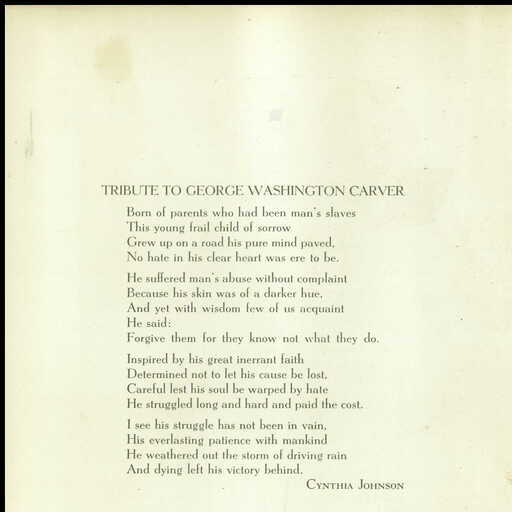 TRIBUTE TO GEORGE WASHINGTON CARVER
Born of parents who had been man's slaves
This young frail child of sorrow
Grew up on a road his pure mind paved,
No hate in his clear heart was ere to be.
He suffered man's abuse without complaint
Because his skin was of a darker hue,
And yet with wisdom few of us acquaint
He said:
Forgive them for they know not what they do.
Inspired by his great inerrant faith
Determined not to let his cause be lost,
Careful lest his soul be warped by hate
He struggled long and hard and paid the cost.
I see his struggle has not been in vain,
His everlasting patience with mankind
He weathered out the storm of driving rain
And dying left his victory behind.
Cynthia Johnson